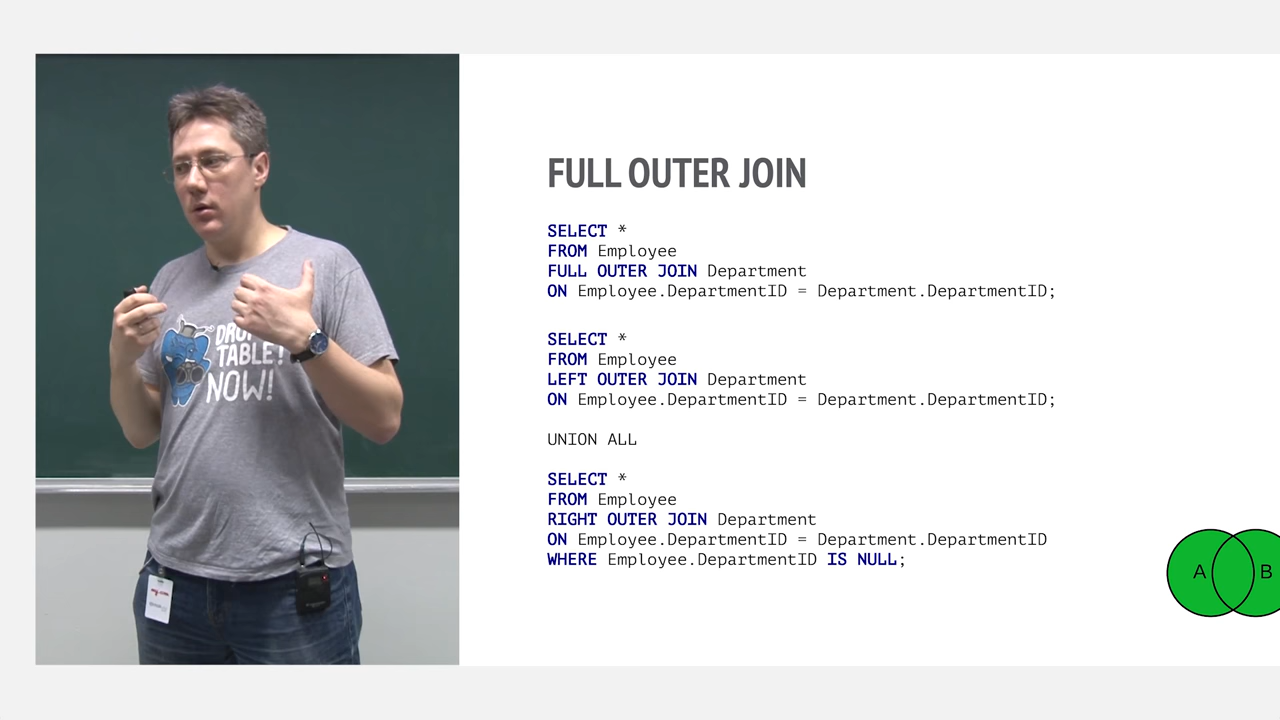 DROP
TABLE!
NOW!
FULL OUTER JOIN
SELECT *
FROM Employee
FULL OUTER JOIN Department
ON Employee.DepartmentID = Department.DepartmentID;
SELECT *
FROM Employee
LEFT OUTER JOIN Department
ON Employee.DepartmentID = Department.DepartmentID;
UNION ALL
SELECT *
FROM Employee
RIGHT OUTER JOIN Department
ON Employee.DepartmentID = Department.DepartmentID
WHERE Employee.DepartmentID IS NULL;
A B